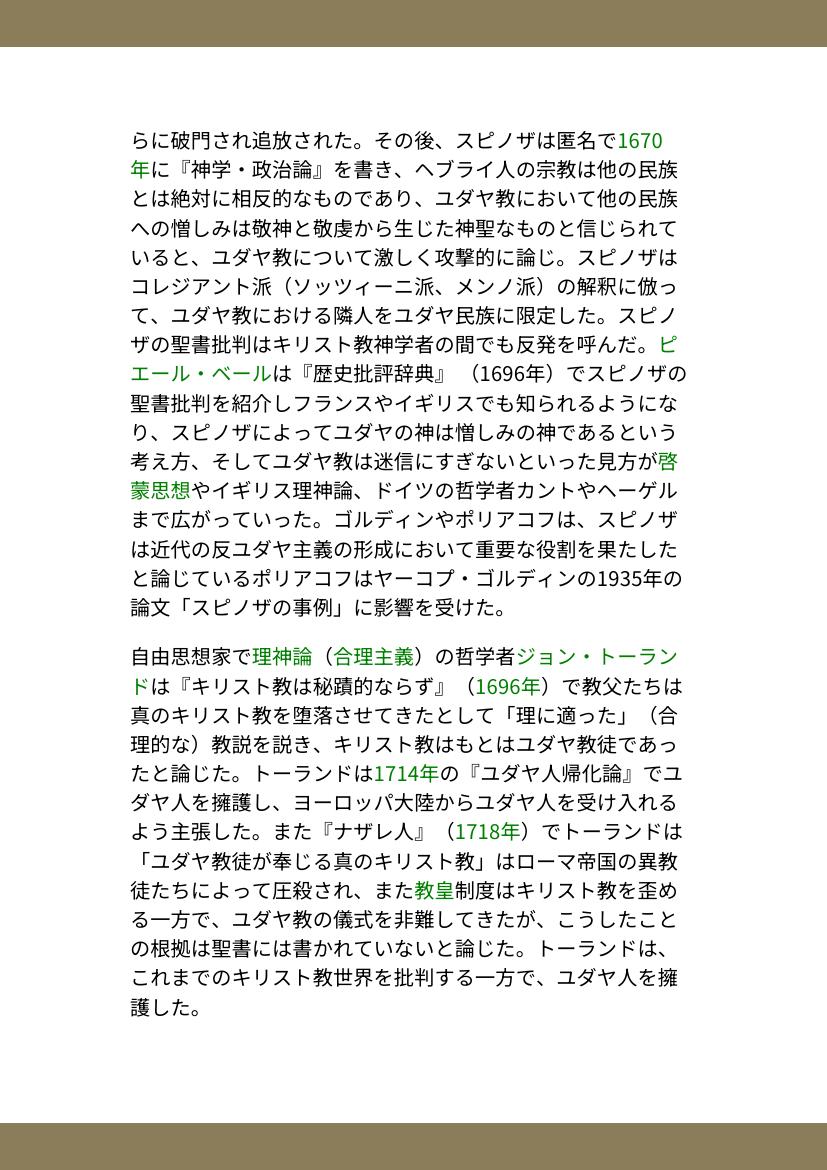 らに破門され追放された。その後、スピノザは匿名で1670
年に『神学・政治論』を書き、ヘブライ人の宗教は他の民族
とは絶対に相反的なものであり、ユダヤ教において他の民族
への憎しみは敬神と敬虔から生じた神聖なものと信じられて
いると、ユダヤ教について激しく攻撃的に論じ。スピノザは
コレジアント派（ソッツィーニ派、メンノ派）の解釈に倣っ
て、ユダヤ教における隣人をユダヤ民族に限定した。スピノ
ザの聖書批判はキリスト教神学者の間でも反発を呼んだ。ピ
エール・ベールは『歴史批評辞典』（1696年）でスピノザの
聖書批判を紹介しフランスやイギリスでも知られるようにな
り、スピノザによってユダヤの神は憎しみの神であるという
考え方、そしてユダヤ教は迷信にすぎないといった見方が啓
蒙思想やイギリス理神論、ドイツの哲学者カントやヘーゲル
まで広がっていった。ゴルディンやポリアコフは、スピノザ
は近代の反ユダヤ主義の形成において重要な役割を果たした
と論じているポリアコフはヤーコプ・ゴルディンの1935年の
論文「スピノザの事例」に影響を受けた。
自由思想家で理神論（合理主義）の哲学者ジョン・トーラン
ドは『キリスト教は秘蹟的ならず』（1696年）で教父たちは
真のキリスト教を堕落させてきたとして「理に適った」（合
理的な）教説を説き、キリスト教はもとはユダヤ教徒であっ
たと論じた。トーランドは1714年の『ユダヤ人帰化論』でユ
ダヤ人を擁護し、ヨーロッパ大陸からユダヤ人を受け入れる
よう主張した。また『ナザレ人』（1718年）でトーランドは
「ユダヤ教徒が奉じる真のキリスト教」はローマ帝国の異教
徒たちによって圧殺され、また教皇制度はキリスト教を歪め
る一方で、ユダヤ教の儀式を非難してきたが、こうしたこと
の根拠は聖書には書かれていないと論じた。トーランドは、
これまでのキリスト教世界を批判する一方で、ユダヤ人を擁
護した。